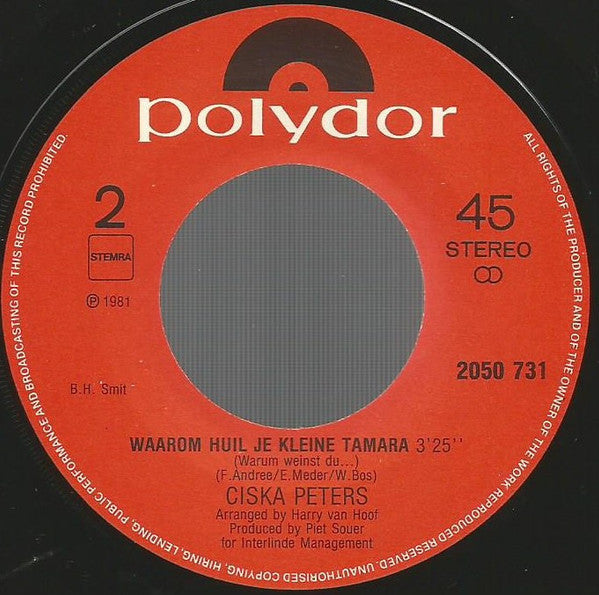 polydor
2
STEMRA
℗ 1981
45
STEREO
2050 731
B.H. Smit
WAAROM HUIL JE KLEINE TAMARA 3'25''
(Warum weinst du...)
(F.Andree/E.Meder/W.Bos)
CISKA PETERS
Arranged by Harry van Hoof
Produced by Piet Souer
for Interlinde Management
ALL RIGHTS OF THE PRODUCER AND OF THE OWNER OF THE WORK REPRODUCED RESERVED. UNAUTHORISED COPYING, HIRING, LENDING, PUBLIC PERFORMANCE AND BROADCASTING OF THIS RECORD PROHIBITED.